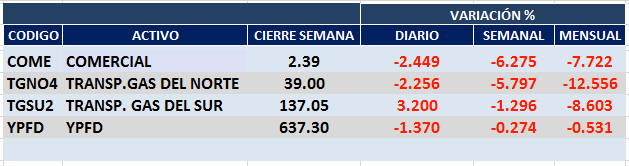 VARIACIÓN %
CODIGO ACTIVO CIERRE SEMANA DIARIO SEMANAL MENSUAL
COME COMERCIAL 2.39 -2.449 -6.275 -7.722
TGNO4 TRANSP.GAS DEL NORTE 39.00 -2.256 -5.797 -12.556
TGSU2 TRANSP. GAS DEL SUR 137.05 3.200 -1.296 -8.603
YPFD YPFD 637.30 -1.370 -0.274 -0.531